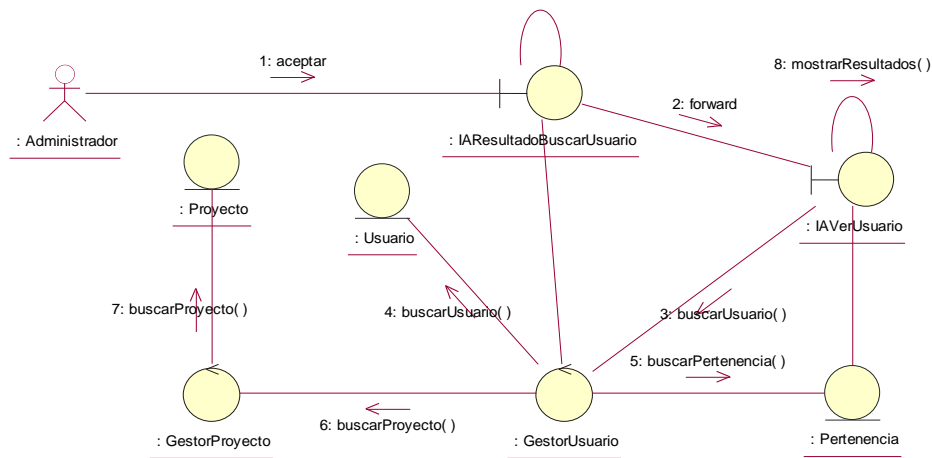 1: aceptar
8: mostrarResultados( )
2: forward
: Administrador
: IAResultadoBuscarUsuario
: Proyecto
: Usuario
: IAVerUsuario
7: buscarProyecto( )
4: buscarUsuario( )
3: buscarUsuario( )
5: buscarPertenencia( )
6: buscarProyecto( )
: GestorProyecto
: GestorUsuario
: Pertenencia